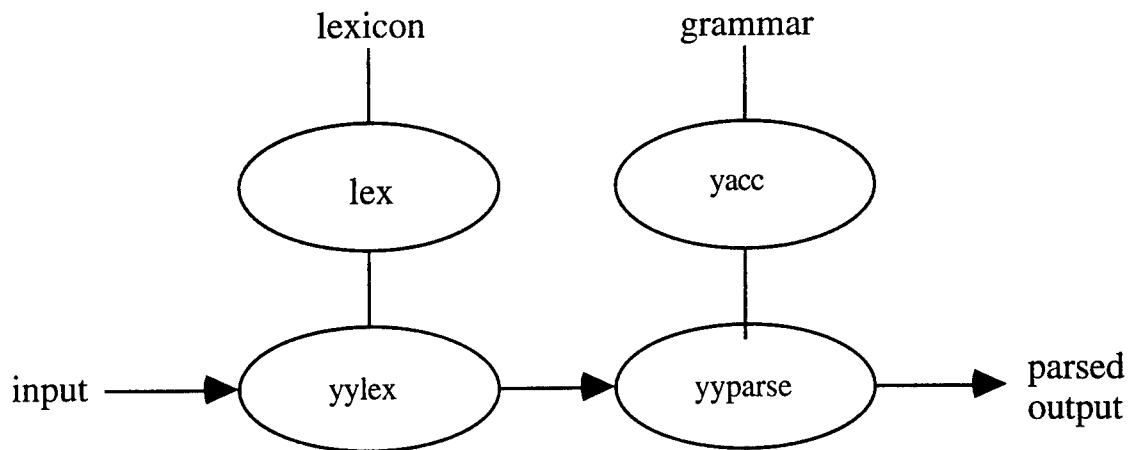 lexicon
grammar
lex
yacc
input
yylex
yyparse
parsed
output